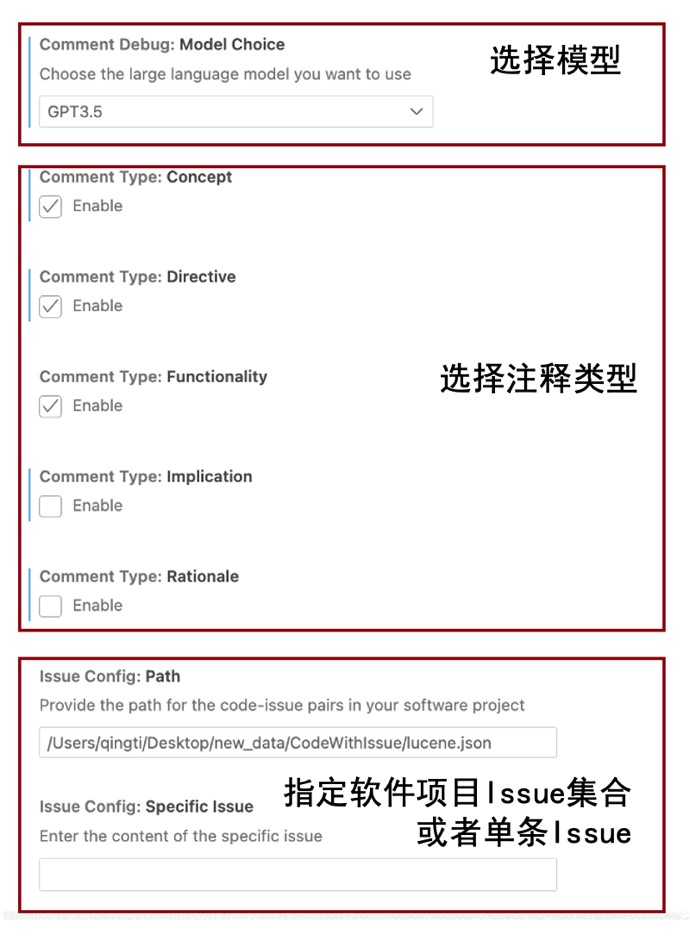 Comment Debug: Model Choice
选择模型
Choose the large language model you want to use
GPT3.5
Comment Type: Concept
Enable
Comment Type: Directive
Enable
Comment Type: Functionality
选择注释类型
Enable
Comment Type: Implication
Enable
Comment Type: Rationale
Enable
Issue Config: Path
Provide the path for the code-issue pairs in your software project
/Users/qingti/Desktop/new_data/CodeWithIssue/lucene.json
指定软件项目Issue集合
或者单条Issue
Issue Config: Specific Issue
Enter the content of the specific issue